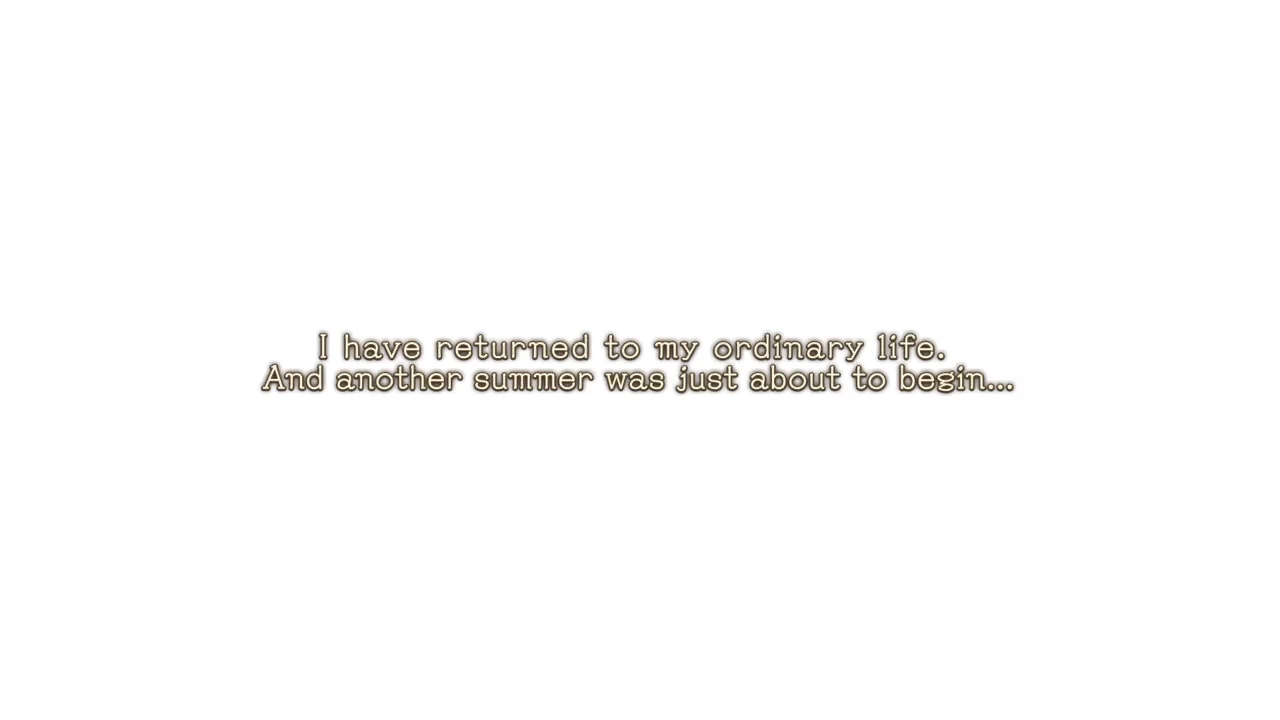 I have returned to my ordinary life.
And another summer was just about to begin...